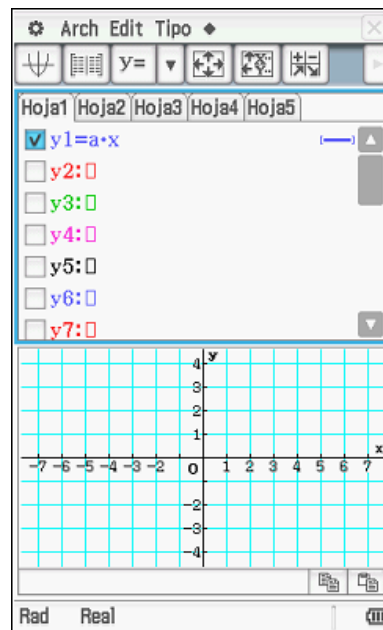 Arch Edit Tipo
y=
Hoja1 Hoja2 Hoja3 Hoja4 Hoja5
y1=a·x
y2:
y3:
y4:
y5:
y6:
y7:
y
4
3
2
1
x
-7 -6 -5 -4 -3 -2 0 1 2 3 4 5 6 7
-2
-3
-4
Rad Real